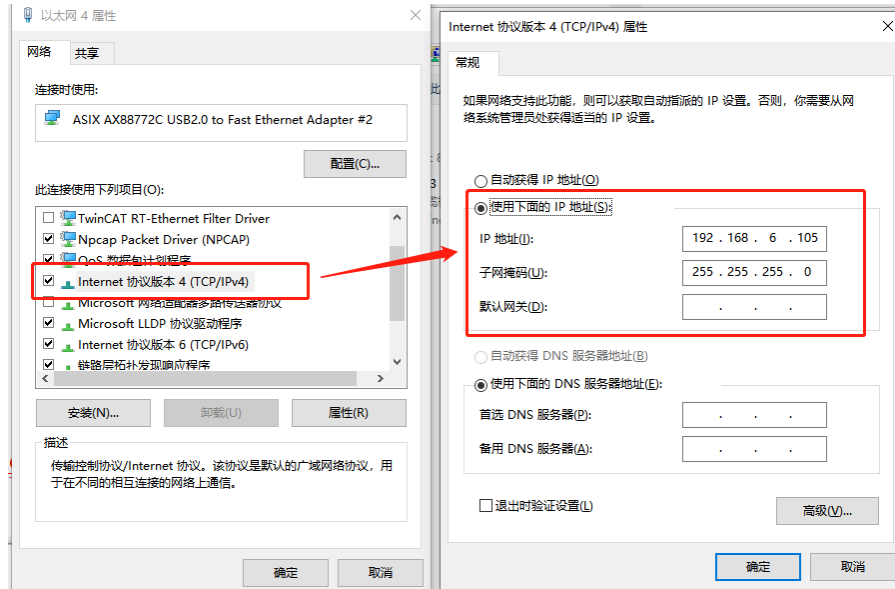 以太网 4 属性
网络
共享
连接时使用:
ASIX AX88772C USB2.0 to Fast Ethernet Adapter #2
配置(C)...
此连接使用下列项目(O):
TwinCAT RT-Ethernet Filter Driver
Npcap Packet Driver (NPCAP)
QoS 数据包计划程序
Internet 协议版本 4 (TCP/IPv4)
Microsoft 网络适配器多路传送器协议
Microsoft LLDP 协议驱动程序
Internet 协议版本 6 (TCP/IPv6)
链路层拓扑发现响应程序
安装(N)...
卸载(U)
属性(R)
描述
传输控制协议/Internet 协议。该协议是默认的广域网络协议，用
于在不同的相互连接的网络上通信。
确定
取消
Internet 协议版本 4 (TCP/IPv4) 属性
常规
如果网络支持此功能，则可以获取自动指派的 IP 设置。否则，你需要从网
络系统管理员处获得适当的 IP 设置。
自动获得 IP 地址(O)
使用下面的 IP 地址(S):
IP 地址(I):
192 . 168 . 6 . 105
子网掩码(U):
255 . 255 . 255 . 0
默认网关(D):
. . .
自动获得 DNS 服务器地址(B)
使用下面的 DNS 服务器地址(E):
首选 DNS 服务器(P):
. . .
备用 DNS 服务器(A):
. . .
退出时验证设置(L)
高级(V)...
确定
取消